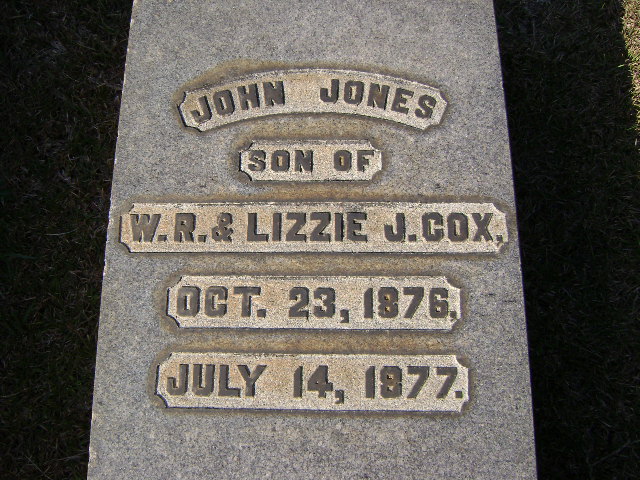 JOHN JONES
SON OF
W.R. & LIZZIE J. COX,
OCT. 23, 1876.
JULY 14, 1877.